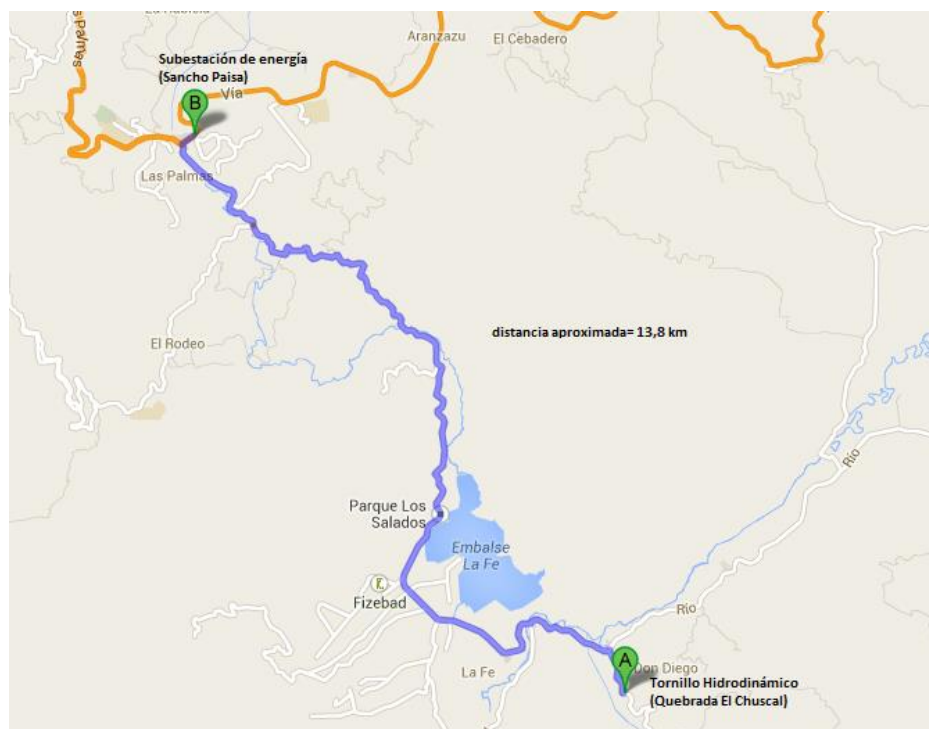 Aranzazu
El Cebadero
s Palmas
Subestación de energía
(Sancho Paisa)
Vía
B
Las Palmas
distancia aproximada= 13,8 km
El Rodeo
Río
Parque Los
Salados
Embalse
La Fe
Fizebad
Río
La Fe
A
Don Diego
Tornillo Hidrodinámico
(Quebrada El Chuscal)